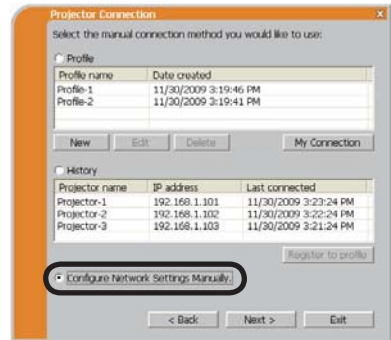 Projector Connection
X
Select the manual connection method you would like to use:
Profile
Profile name Date created
Profile-1 11/30/2009 3:19:46 PM
Profile-2 11/30/2009 3:19:41 PM
New Edit Delete My Connection
History
Projector name IP address Last connected
Projector-1 192.168.1.101 11/30/2009 3:23:24 PM
Projector-2 192.168.1.102 11/30/2009 3:22:24 PM
Projector-3 192.168.1.103 11/30/2009 3:21:24 PM
Register to profile
Configure Network Settings Manually.
< Back Next > Exit